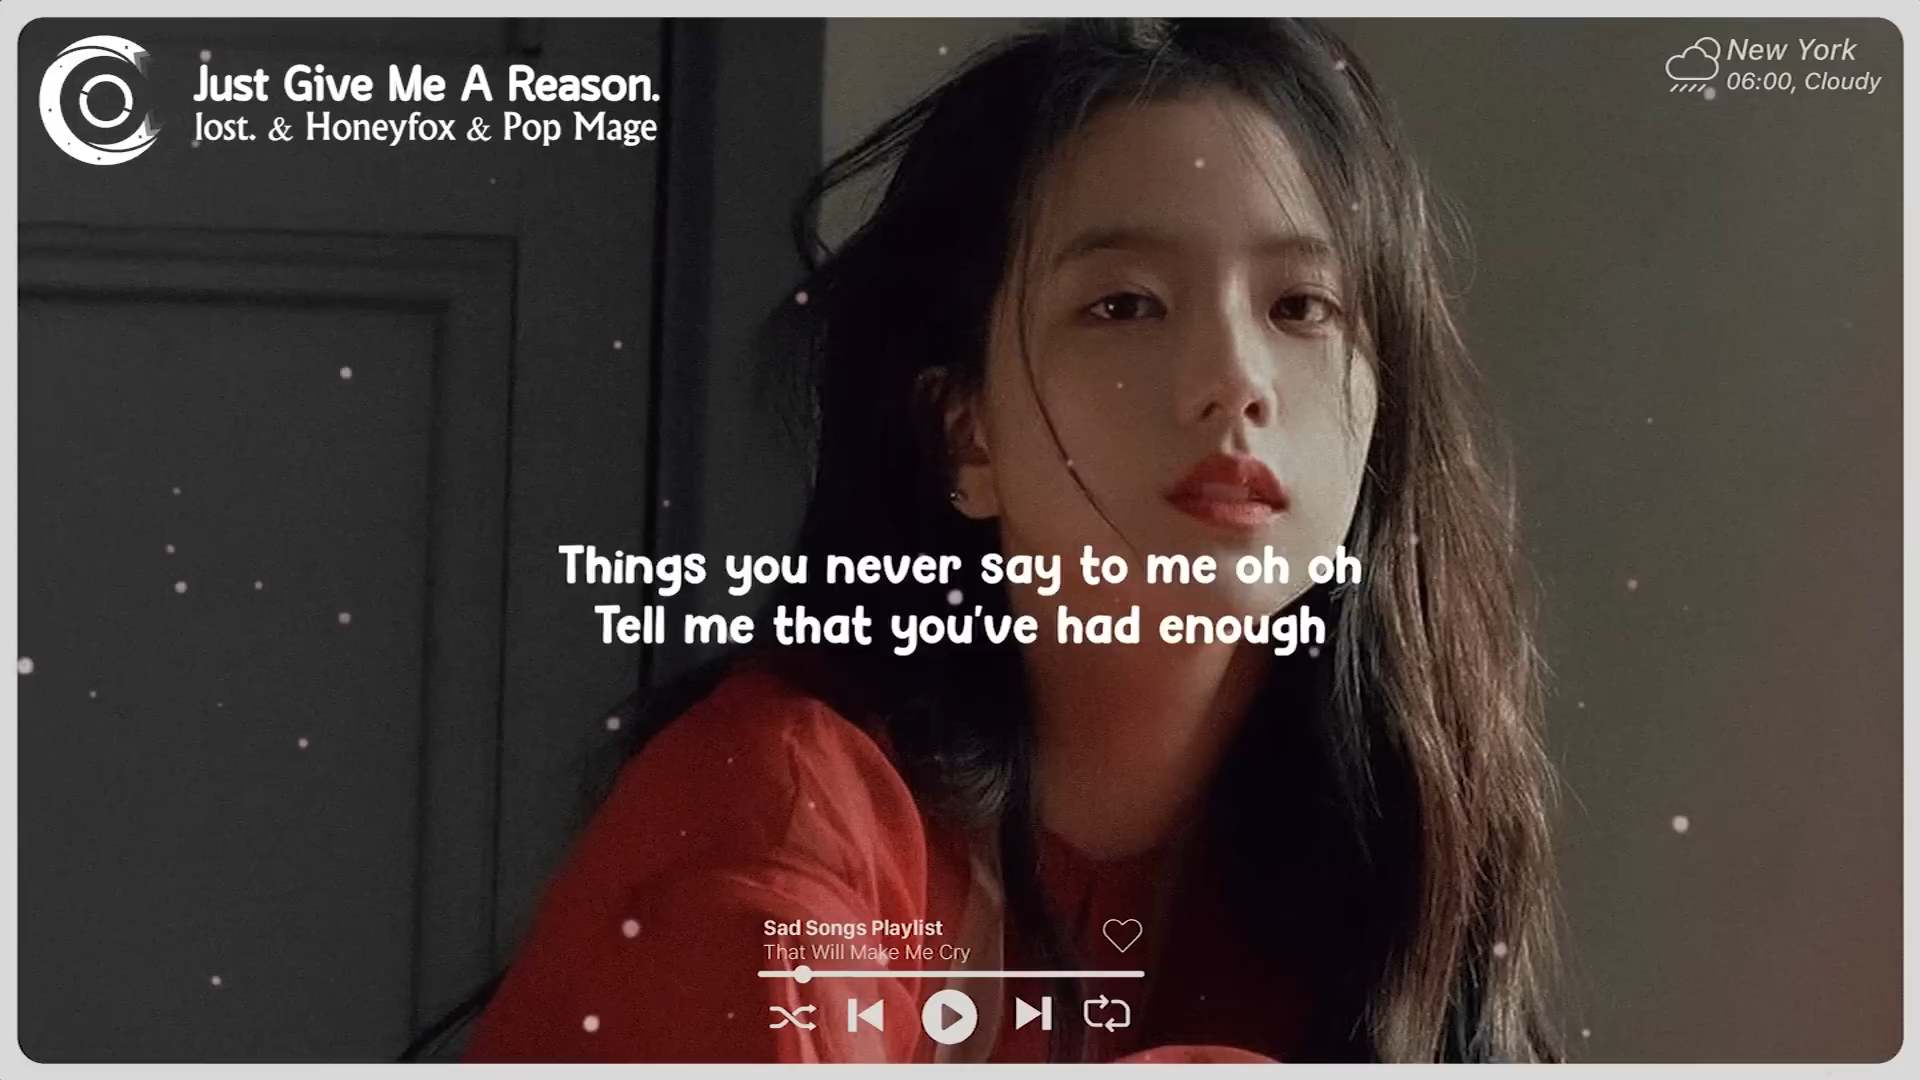 Just Give Me A Reason.
lost. & Honeyfox & Pop Mage
New York
06:00, Cloudy
Things you never say to me oh oh
Tell me that you've had enough
Sad Songs Playlist
That Will Make Me Cry